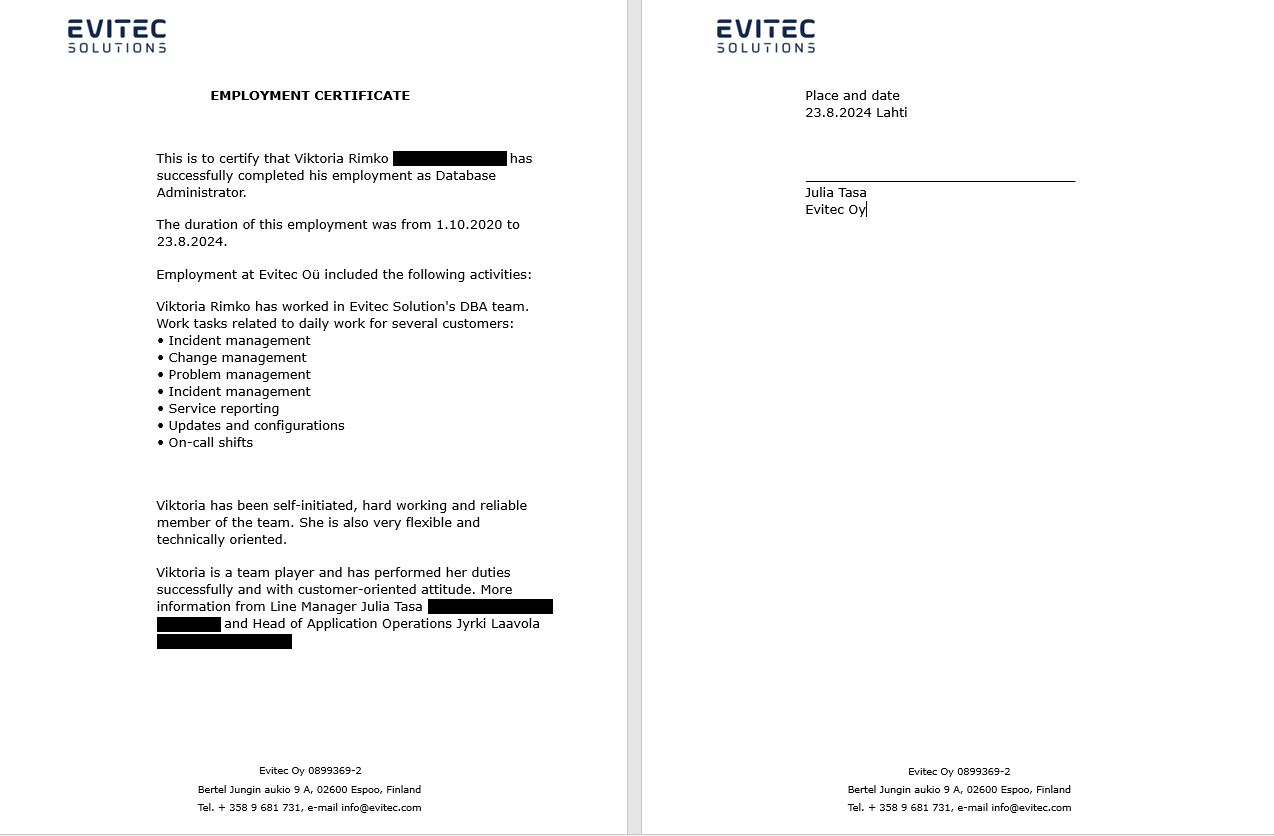 EVITEC
SOLUTIONS
EMPLOYMENT CERTIFICATE
This is to certify that Viktoria Rimko has
successfully completed his employment as Database
Administrator.
The duration of this employment was from 1.10.2020 to
23.8.2024.
Employment at Evitec Oü included the following activities:
Viktoria Rimko has worked in Evitec Solution's DBA team.
Work tasks related to daily work for several customers:
• Incident management
• Change management
• Problem management
• Incident management
• Service reporting
• Updates and configurations
• On-call shifts
Viktoria has been self-initiated, hard working and reliable
member of the team. She is also very flexible and
technically oriented.
Viktoria is a team player and has performed her duties
successfully and with customer-oriented attitude. More
information from Line Manager Julia Tasa
and Head of Application Operations Jyrki Laavola
Evitec Oy 0899369-2
Bertel Jungin aukio 9 A, 02600 Espoo, Finland
Tel. + 358 9 681 731, e-mail info@evitec.com
EVITEC
SOLUTIONS
Place and date
23.8.2024 Lahti
Julia Tasa
Evitec Oy
Evitec Oy 0899369-2
Bertel Jungin aukio 9 A, 02600 Espoo, Finland
Tel. + 358 9 681 731, e-mail info@evitec.com